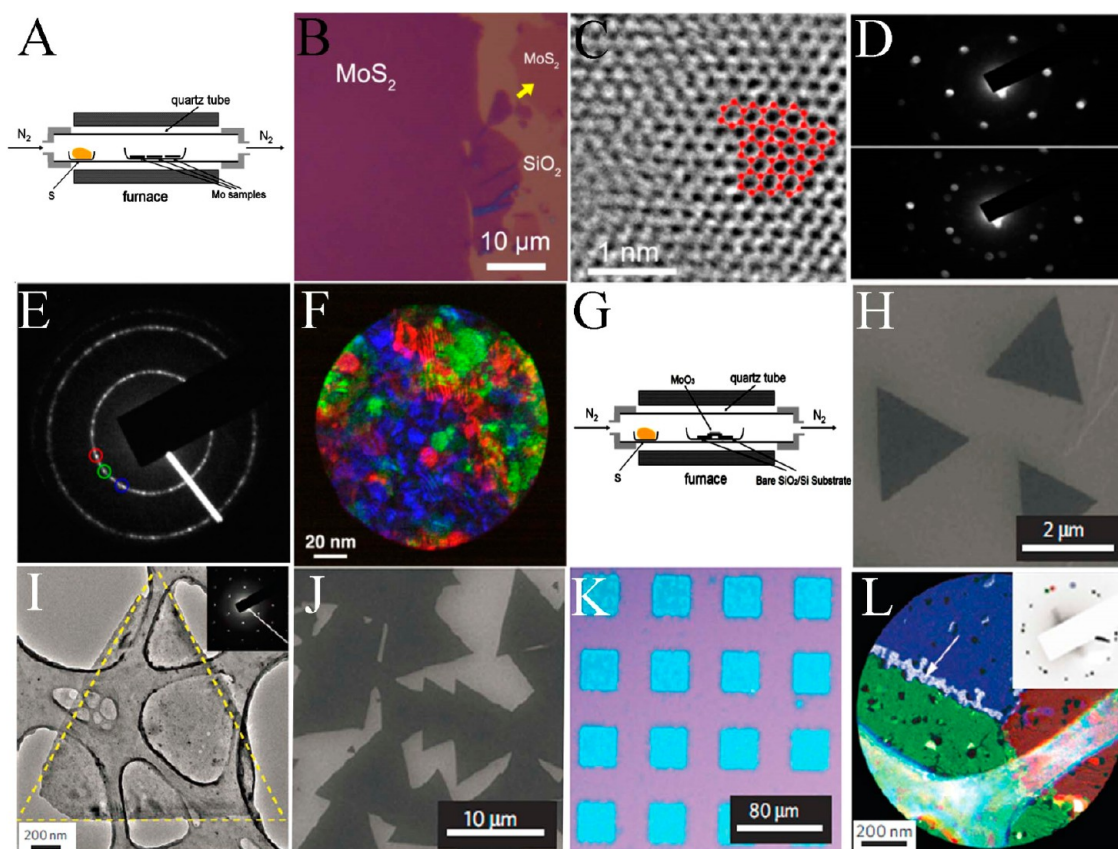 A
quartz tube
N₂
N₂
S
Mo samples
furnace
B
MoS₂
MoS₂
SiO₂
10 μm
C
1 nm
D
E
F
20 nm
G
MoO₃
quartz tube
N₂
N₂
S
Bare SiO₂/Si Substrate
furnace
H
2 μm
I
200 nm
J
10 μm
K
80 μm
L
200 nm